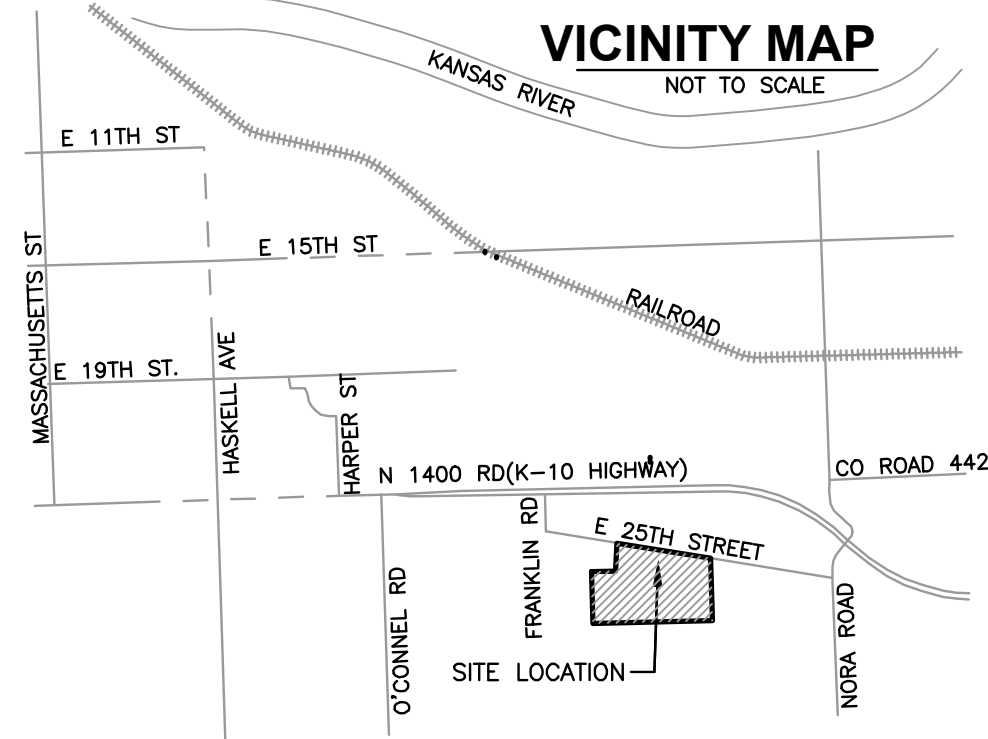 VICINITY MAP
NOT TO SCALE
KANSAS RIVER
E 11TH ST
E 15TH ST
MASSACHUSETTS ST
RAILROAD
E 19TH ST.
HASKELL AVE
HARPER ST
N 1400 RD(K-10 HIGHWAY)
CO ROAD 442
FRANKLIN RD
E 25TH STREET
O'CONNEL RD
NORA ROAD
SITE LOCATION